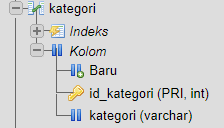 kategori
Indeks
Kolom
Baru
id_kategori (PRI, int)
kategori (varchar)